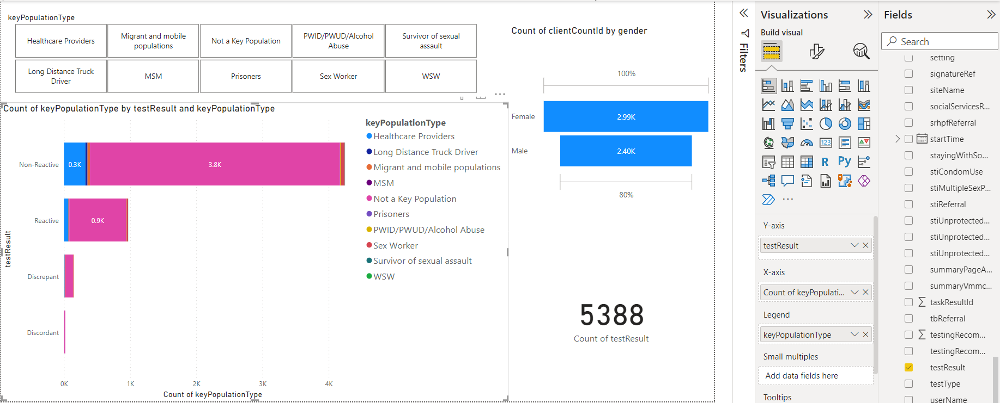 keyPopulationType
Healthcare Providers
Migrant and mobile
populations
Not a Key Population
PWID/PWUD/Alcohol
Abuse
Survivor of sexual
assault
Long Distance Truck
Driver
MSM
Prisoners
Sex Worker
WSW
Count of keyPopulationType by testResult and keyPopulationType
testResult
Non-Reactive
0.3K
3.8K
Reactive
0.9K
Discrepant
Discordant
0K
1K
2K
3K
4K
Count of keyPopulationType
keyPopulationType
Healthcare Providers
Long Distance Truck Driver
Migrant and mobile populations
MSM
Not a Key Population
Prisoners
PWID/PWUD/Alcohol Abuse
Sex Worker
Survivor of sexual assault
WSW
Count of clientCountId by gender
100%
Female
2.99K
Male
2.40K
80%
5388
Count of testResult
Filters
Visualizations
Build visual
123
R
Py
Y-axis
testResult
X-axis
Count of keyPopulati...
Legend
keyPopulationType
Small multiples
Add data fields here
Tooltips
Fields
Search
setting
signatureRef
siteName
socialServicesR...
srhpfReferral
startTime
stayingWithSo...
stiCondomUse
stiMultipleSexP...
stiReferral
stiUnprotected...
stiUnprotected...
stiUnprotected...
summaryPageA...
summaryVmmc...
taskResultId
tbReferral
testingRecom...
testingRecom...
testResult
testType
userName